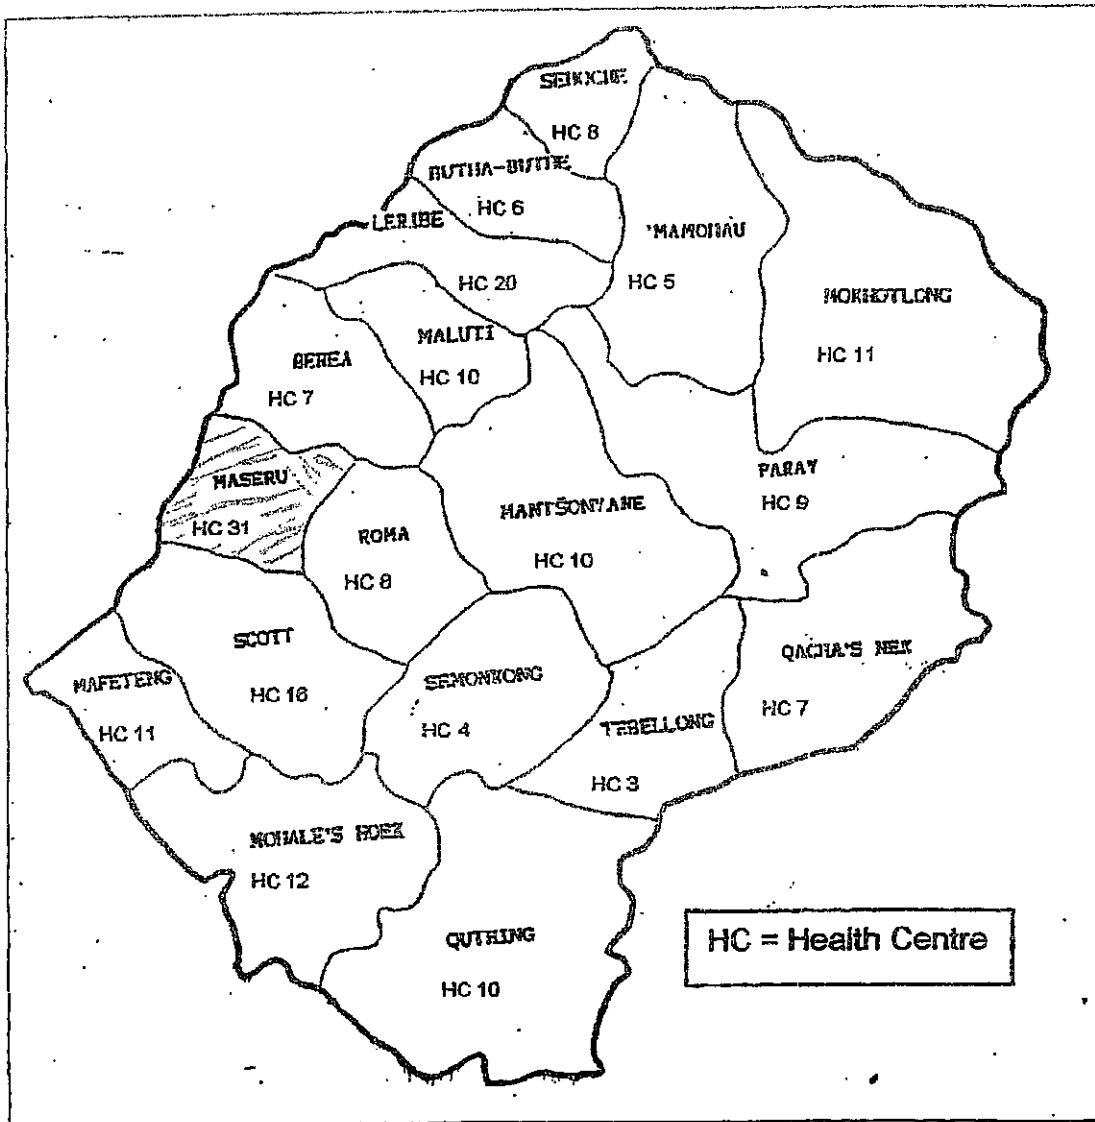 SEBOCHE
HC 8
BUTHA-BUTHE
HC 6
LERIBE
HC 20
'MAMOHAU
HC 5
MOKHOTLONG
HC 11
MALUTI
HC 10
BEREA
HC 7
MASERU
HC 31
ROMA
HC 8
MANTŠONYANE
HC 10
PARAY
HC 9
SCOTT
HC 16
MAFETENG
HC 11
SEMONKONG
HC 4
TEBELLONG
HC 3
QACHA'S NEK
HC 7
MOHALE'S HOEK
HC 12
QUTHING
HC 10
HC = Health Centre